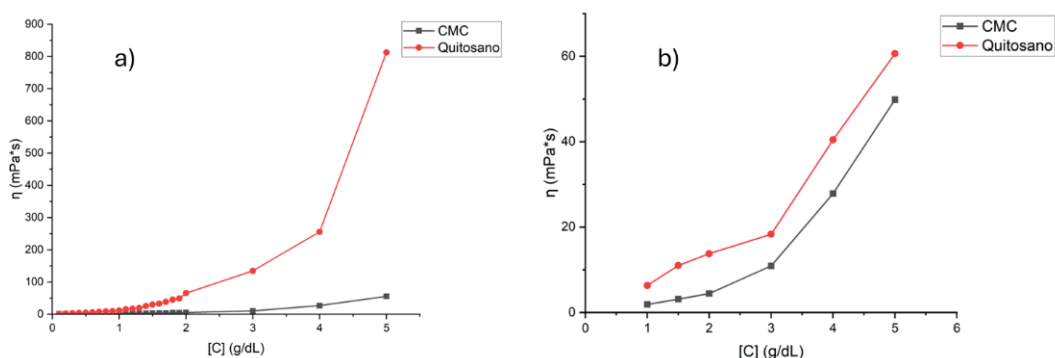 a)
CMC
Quitosano
η (mPa*s)
900
800
700
600
500
400
300
200
100
0
0 1 2 3 4 5
[C] (g/dL)
b)
CMC
Quitosano
η (mPa*s)
60
40
20
0
0 1 2 3 4 5 6
[C] (g/dL)